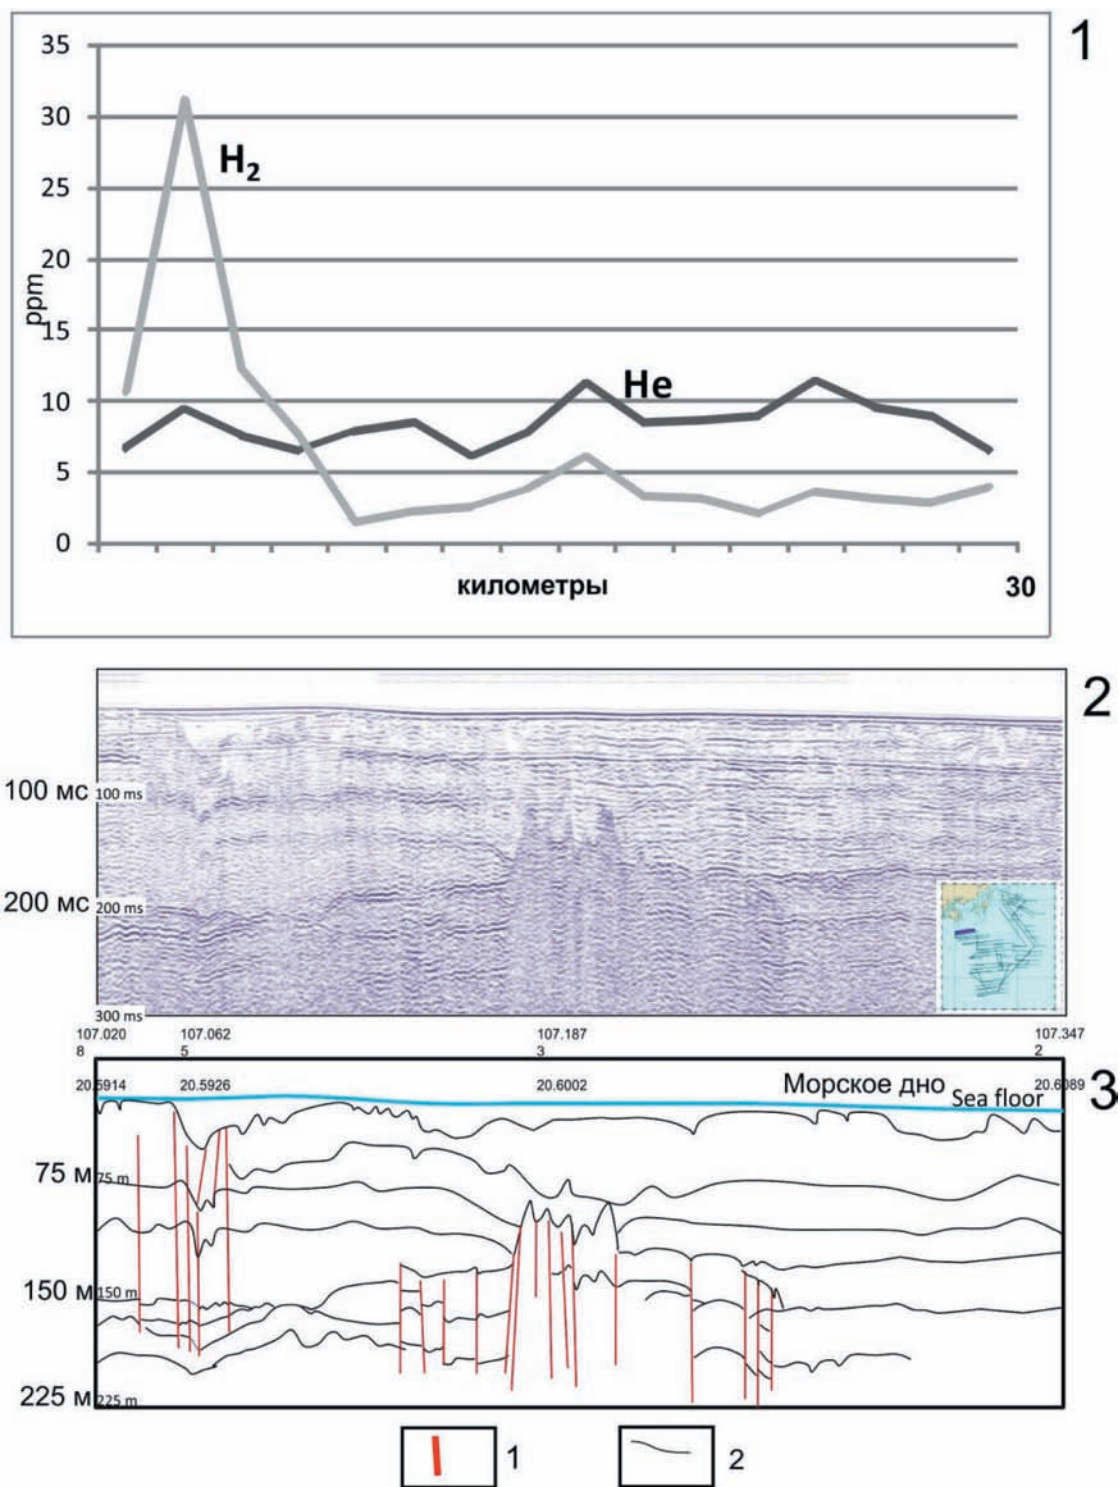 1
35
30
H₂
25
20
ppm
15
He
10
5
0
километры
30
2
100 мс 100 ms
200 мс 200 ms
300 ms
107.020 107.062 107.187 107.347
8 5 3 2
20.5914 20.5926 20.6002 20.6089
Морское дно Sea floor
3
75 м 75 m
150 м 150 m
225 м 225 m
1
2